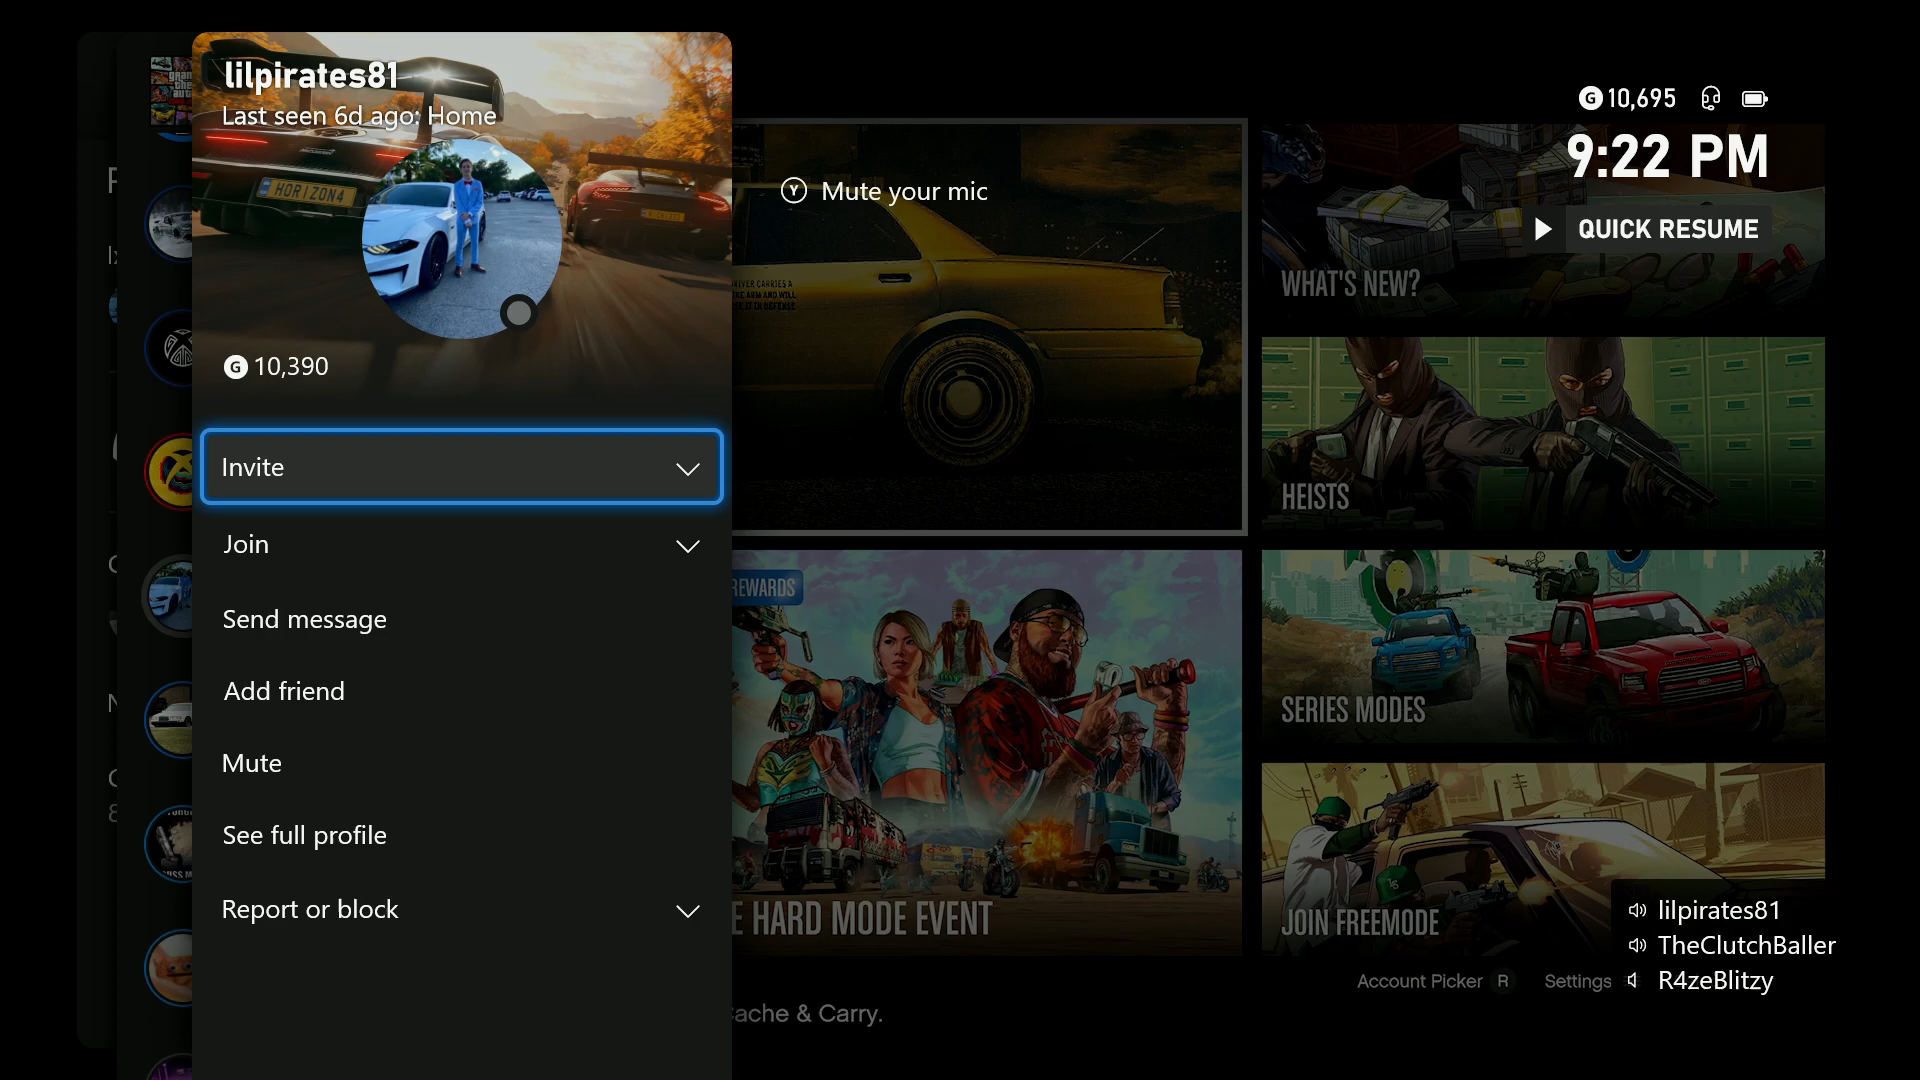 lilpirates81
Last seen 6d ago: Home
HORIZON4
G 10,390
Invite
Join
Send message
Add friend
Mute
See full profile
Report or block
Y Mute your mic
G 10,695
9:22 PM
QUICK RESUME
WHAT'S NEW?
HEISTS
REWARDS
E HARD MODE EVENT
SERIES MODES
JOIN FREEMODE
lilpirates81
TheClutchBaller
R4zeBlitzy
Account Picker R
Settings
ache & Carry.